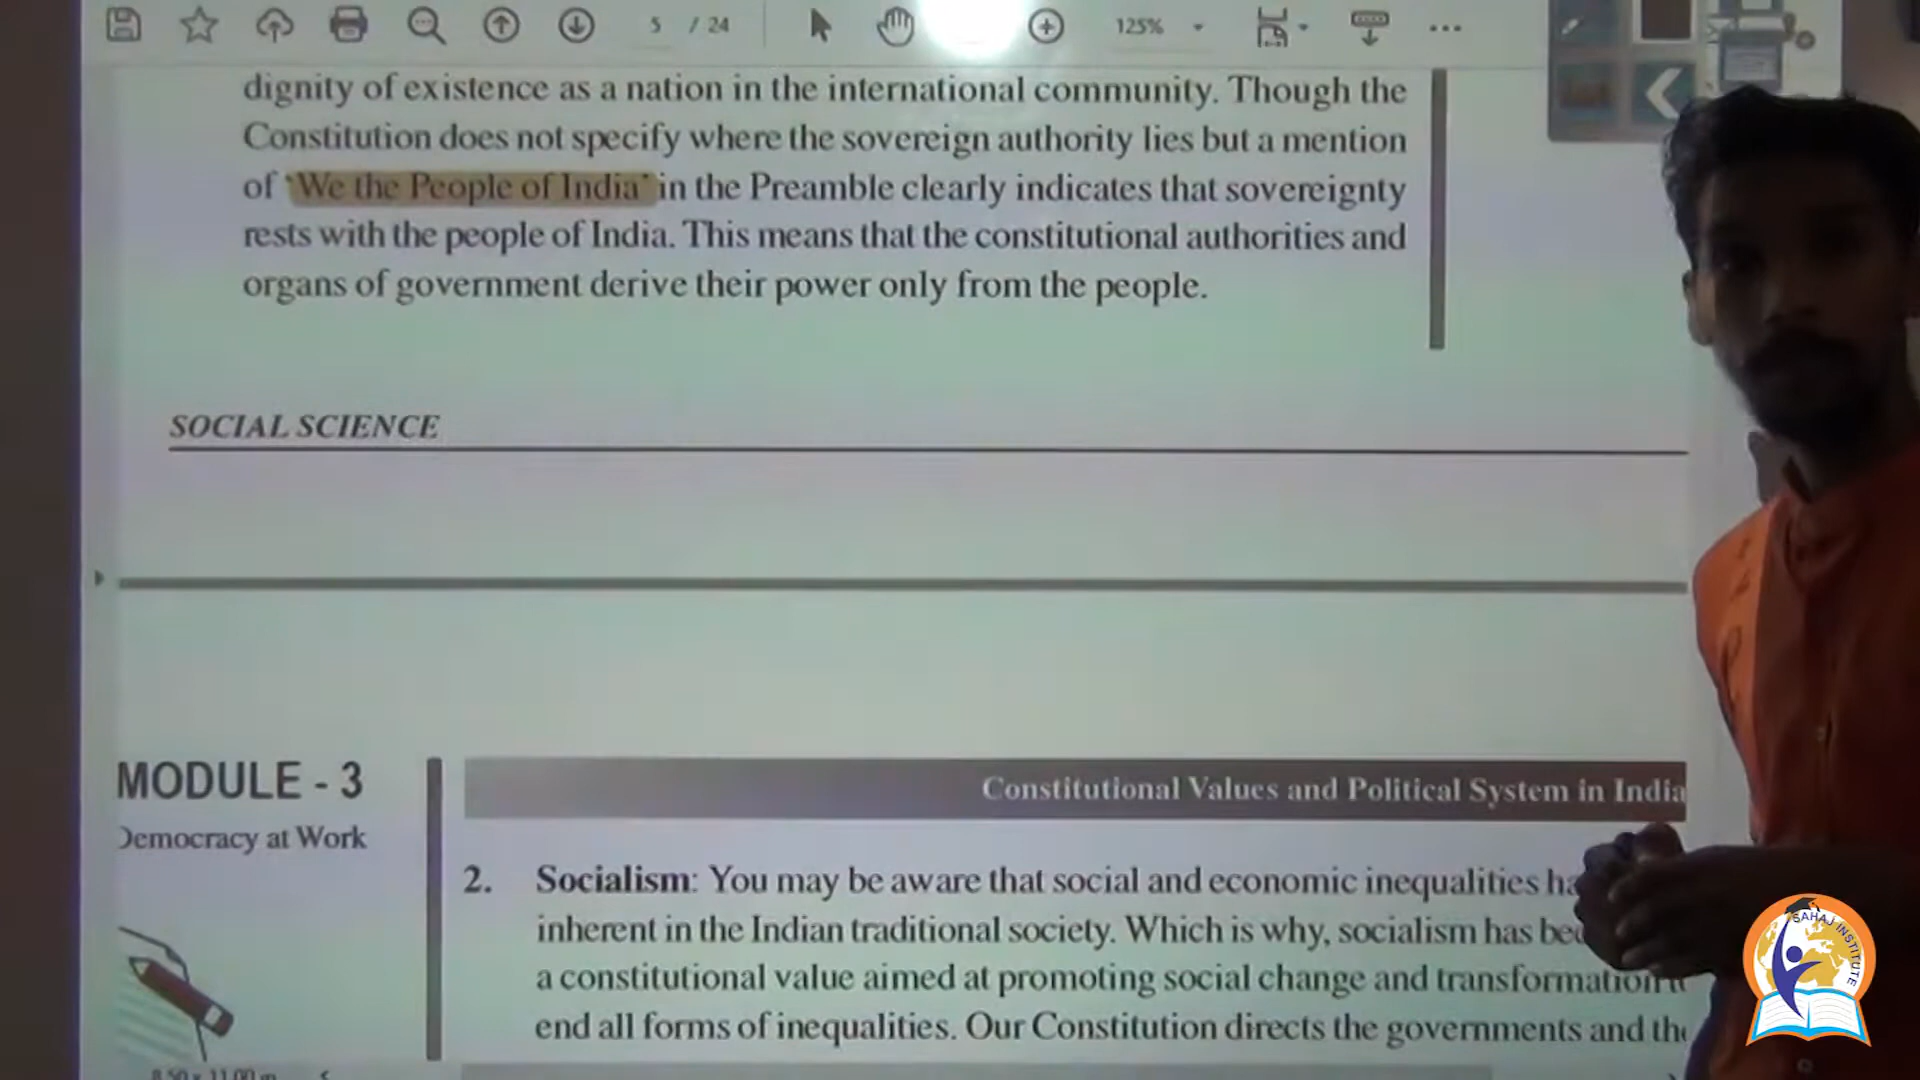 5 / 24 125%
dignity of existence as a nation in the international community. Though the
Constitution does not specify where the sovereign authority lies but a mention
of ‘We the People of India’ in the Preamble clearly indicates that sovereignty
rests with the people of India. This means that the constitutional authorities and
organs of government derive their power only from the people.
SOCIAL SCIENCE
MODULE - 3
Democracy at Work
Constitutional Values and Political System in India
2. Socialism: You may be aware that social and economic inequalities
inherent in the Indian traditional society. Which is why, socialism has
a constitutional value aimed at promoting social change and transformation
end all forms of inequalities. Our Constitution directs the governments and
SAHAJ INSTITUTE